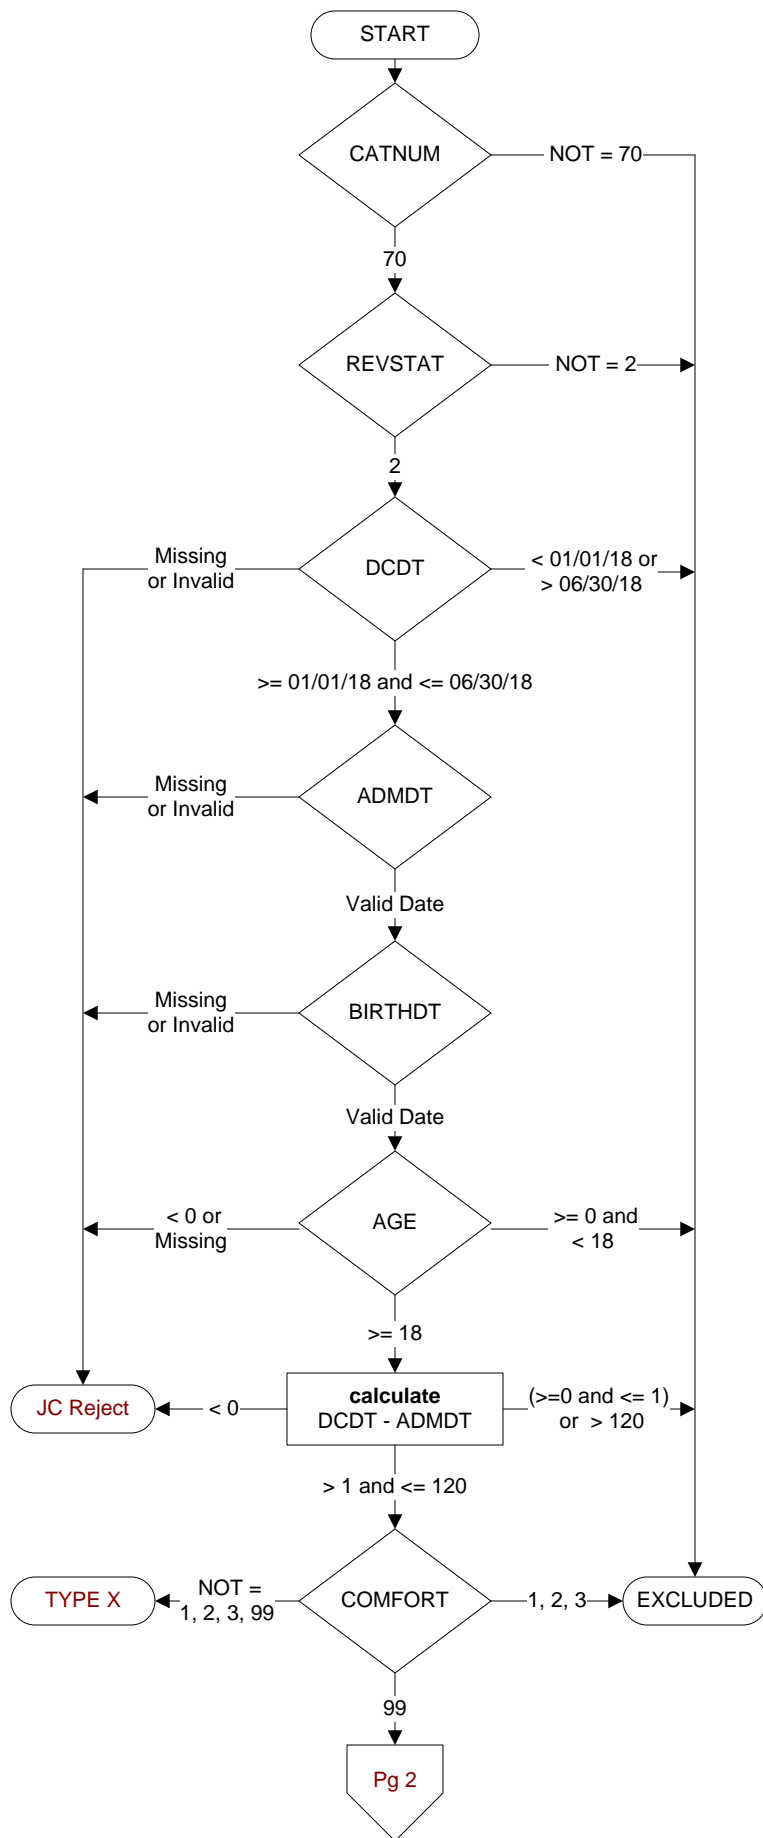 START
CATNUM
NOT = 70
70
REVSTAT
NOT = 2
2
Missing
or Invalid
DCDT
< 01/01/18 or
> 06/30/18
>= 01/01/18 and <= 06/30/18
Missing
or Invalid
ADMDT
Valid Date
Missing
or Invalid
BIRTHDT
Valid Date
< 0 or
Missing
AGE
>= 0 and
< 18
>= 18
JC Reject
< 0
calculate
DCDT - ADMDT
(>=0 and <= 1)
or > 120
> 1 and <= 120
TYPE X
NOT =
1, 2, 3, 99
COMFORT
1, 2, 3
EXCLUDED
99
Pg 2